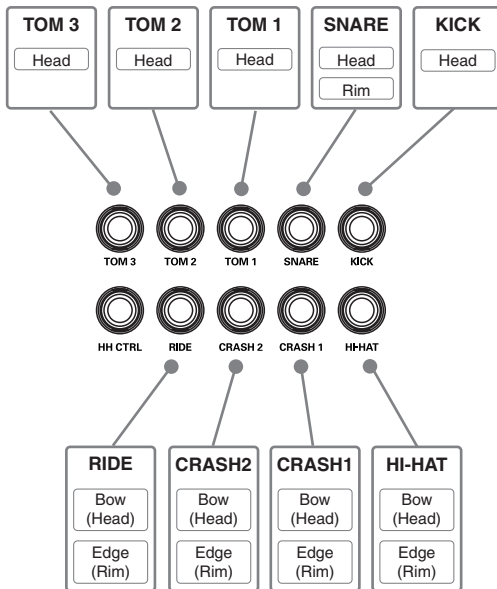 TOM 3 TOM 2 TOM 1 SNARE KICK
Head Head Head Head Head
Rim
TOM 3 TOM 2 TOM 1 SNARE KICK
HH CTRL RIDE CRASH 2 CRASH 1 HI-HAT
RIDE CRASH2 CRASH1 HI-HAT
Bow Bow Bow Bow
(Head) (Head) (Head) (Head)
Edge Edge Edge Edge
(Rim) (Rim) (Rim) (Rim)